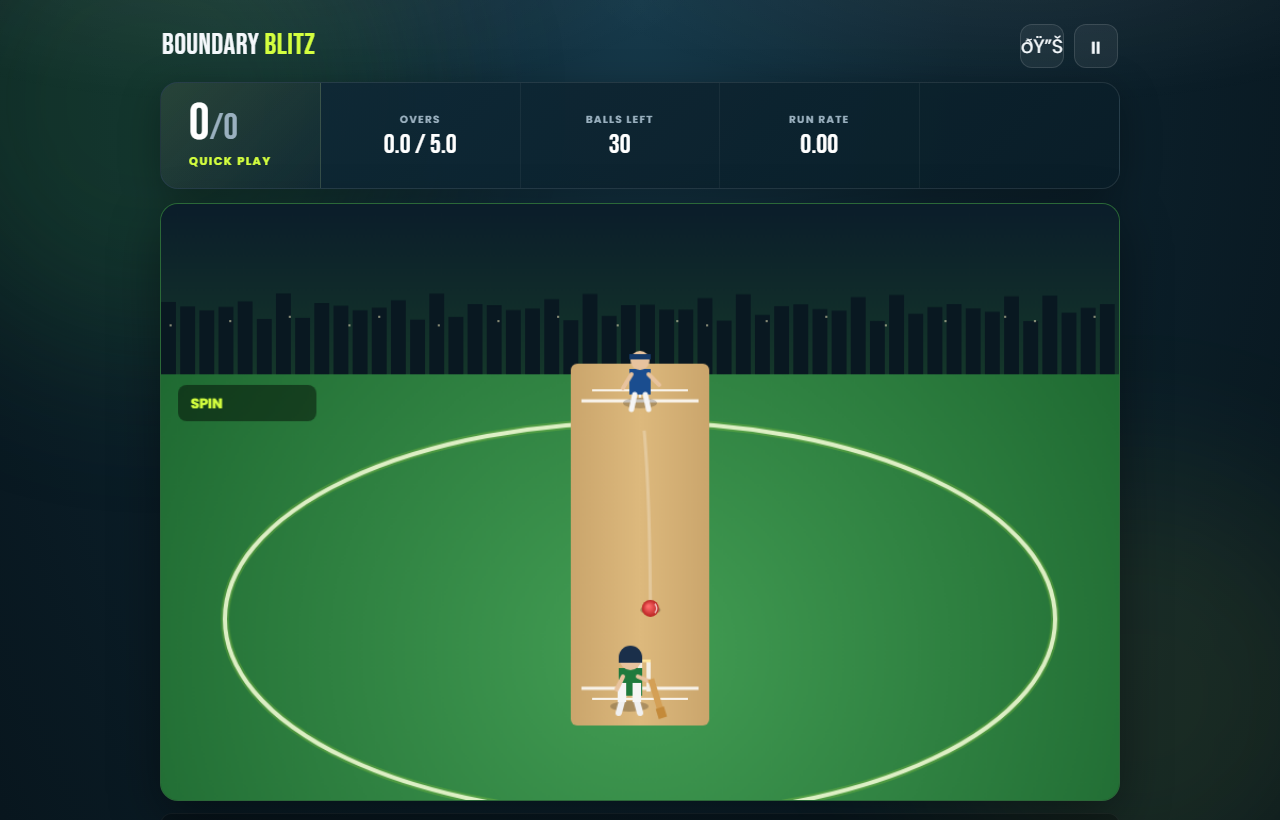 BOUNDARY BLITZ
ðŸ”Š
0/0
QUICK PLAY
OVERS
0.0 / 5.0
BALLS LEFT
30
RUN RATE
0.00
SPIN